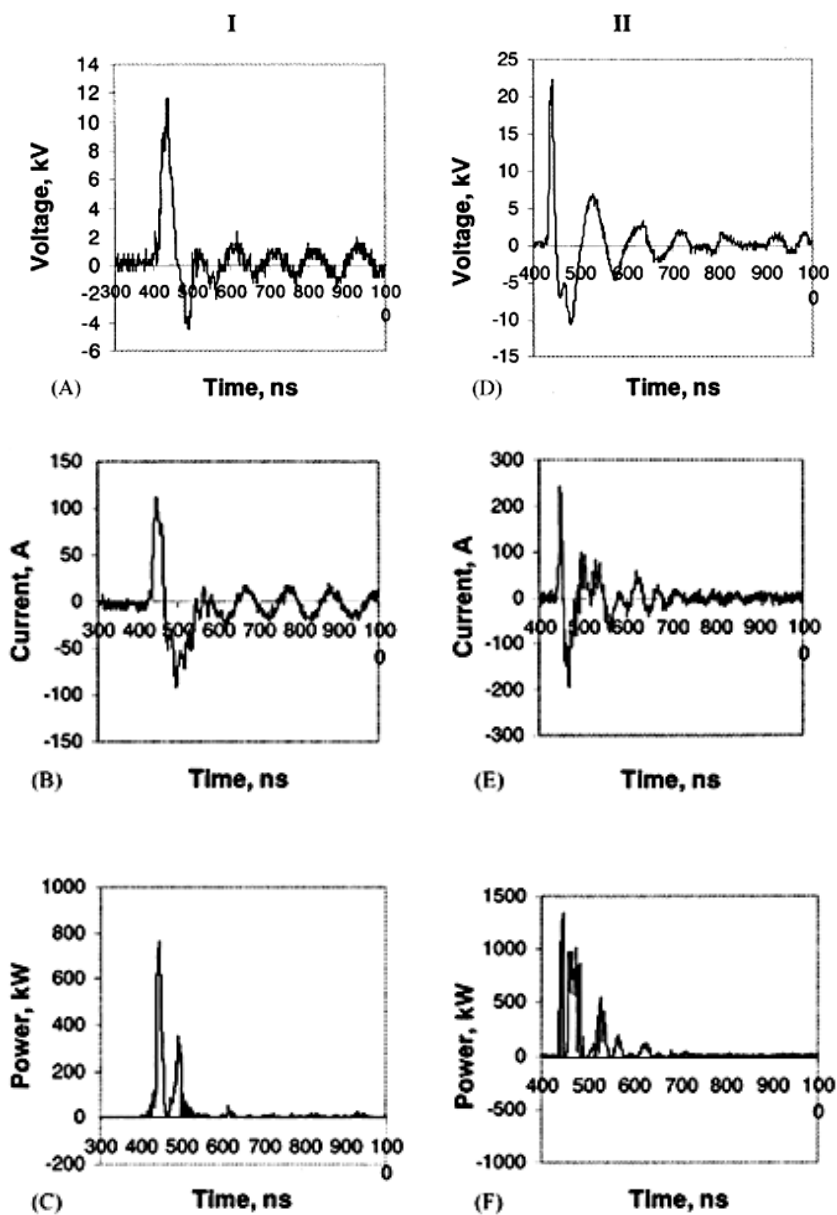 I II
14
12
10
8
6
4
2
0
-2
-4
-6
Voltage, kV
300 400 500 600 700 800 900 100
0
(A) Time, ns
25
20
15
10
5
0
-5
-10
-15
Voltage, kV
400 500 600 700 800 900 100
0
(D) Time, ns
150
100
50
0
-50
-100
-150
Current, A
300 400 500 600 700 800 900 100
0
(B) Time, ns
300
200
100
0
-100
-200
-300
Current, A
400 500 600 700 800 900 100
0
(E) Time, ns
1000
800
600
400
200
0
-200
Power, kW
300 400 500 600 700 800 900 100
0
(C) Time, ns
1500
1000
500
0
-500
-1000
Power, kW
400 500 600 700 800 900 100
0
(F) Time, ns